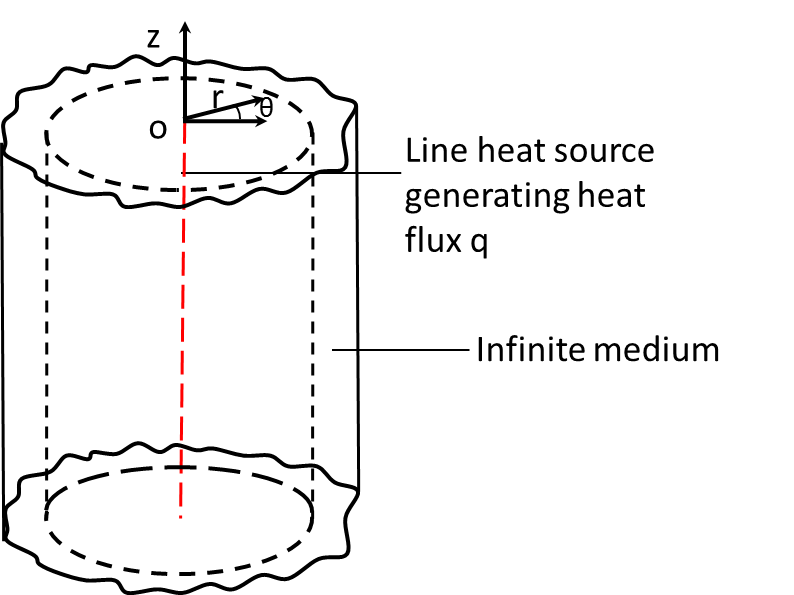 z
r
θ
o
Line heat source
generating heat
flux q
Infinite medium